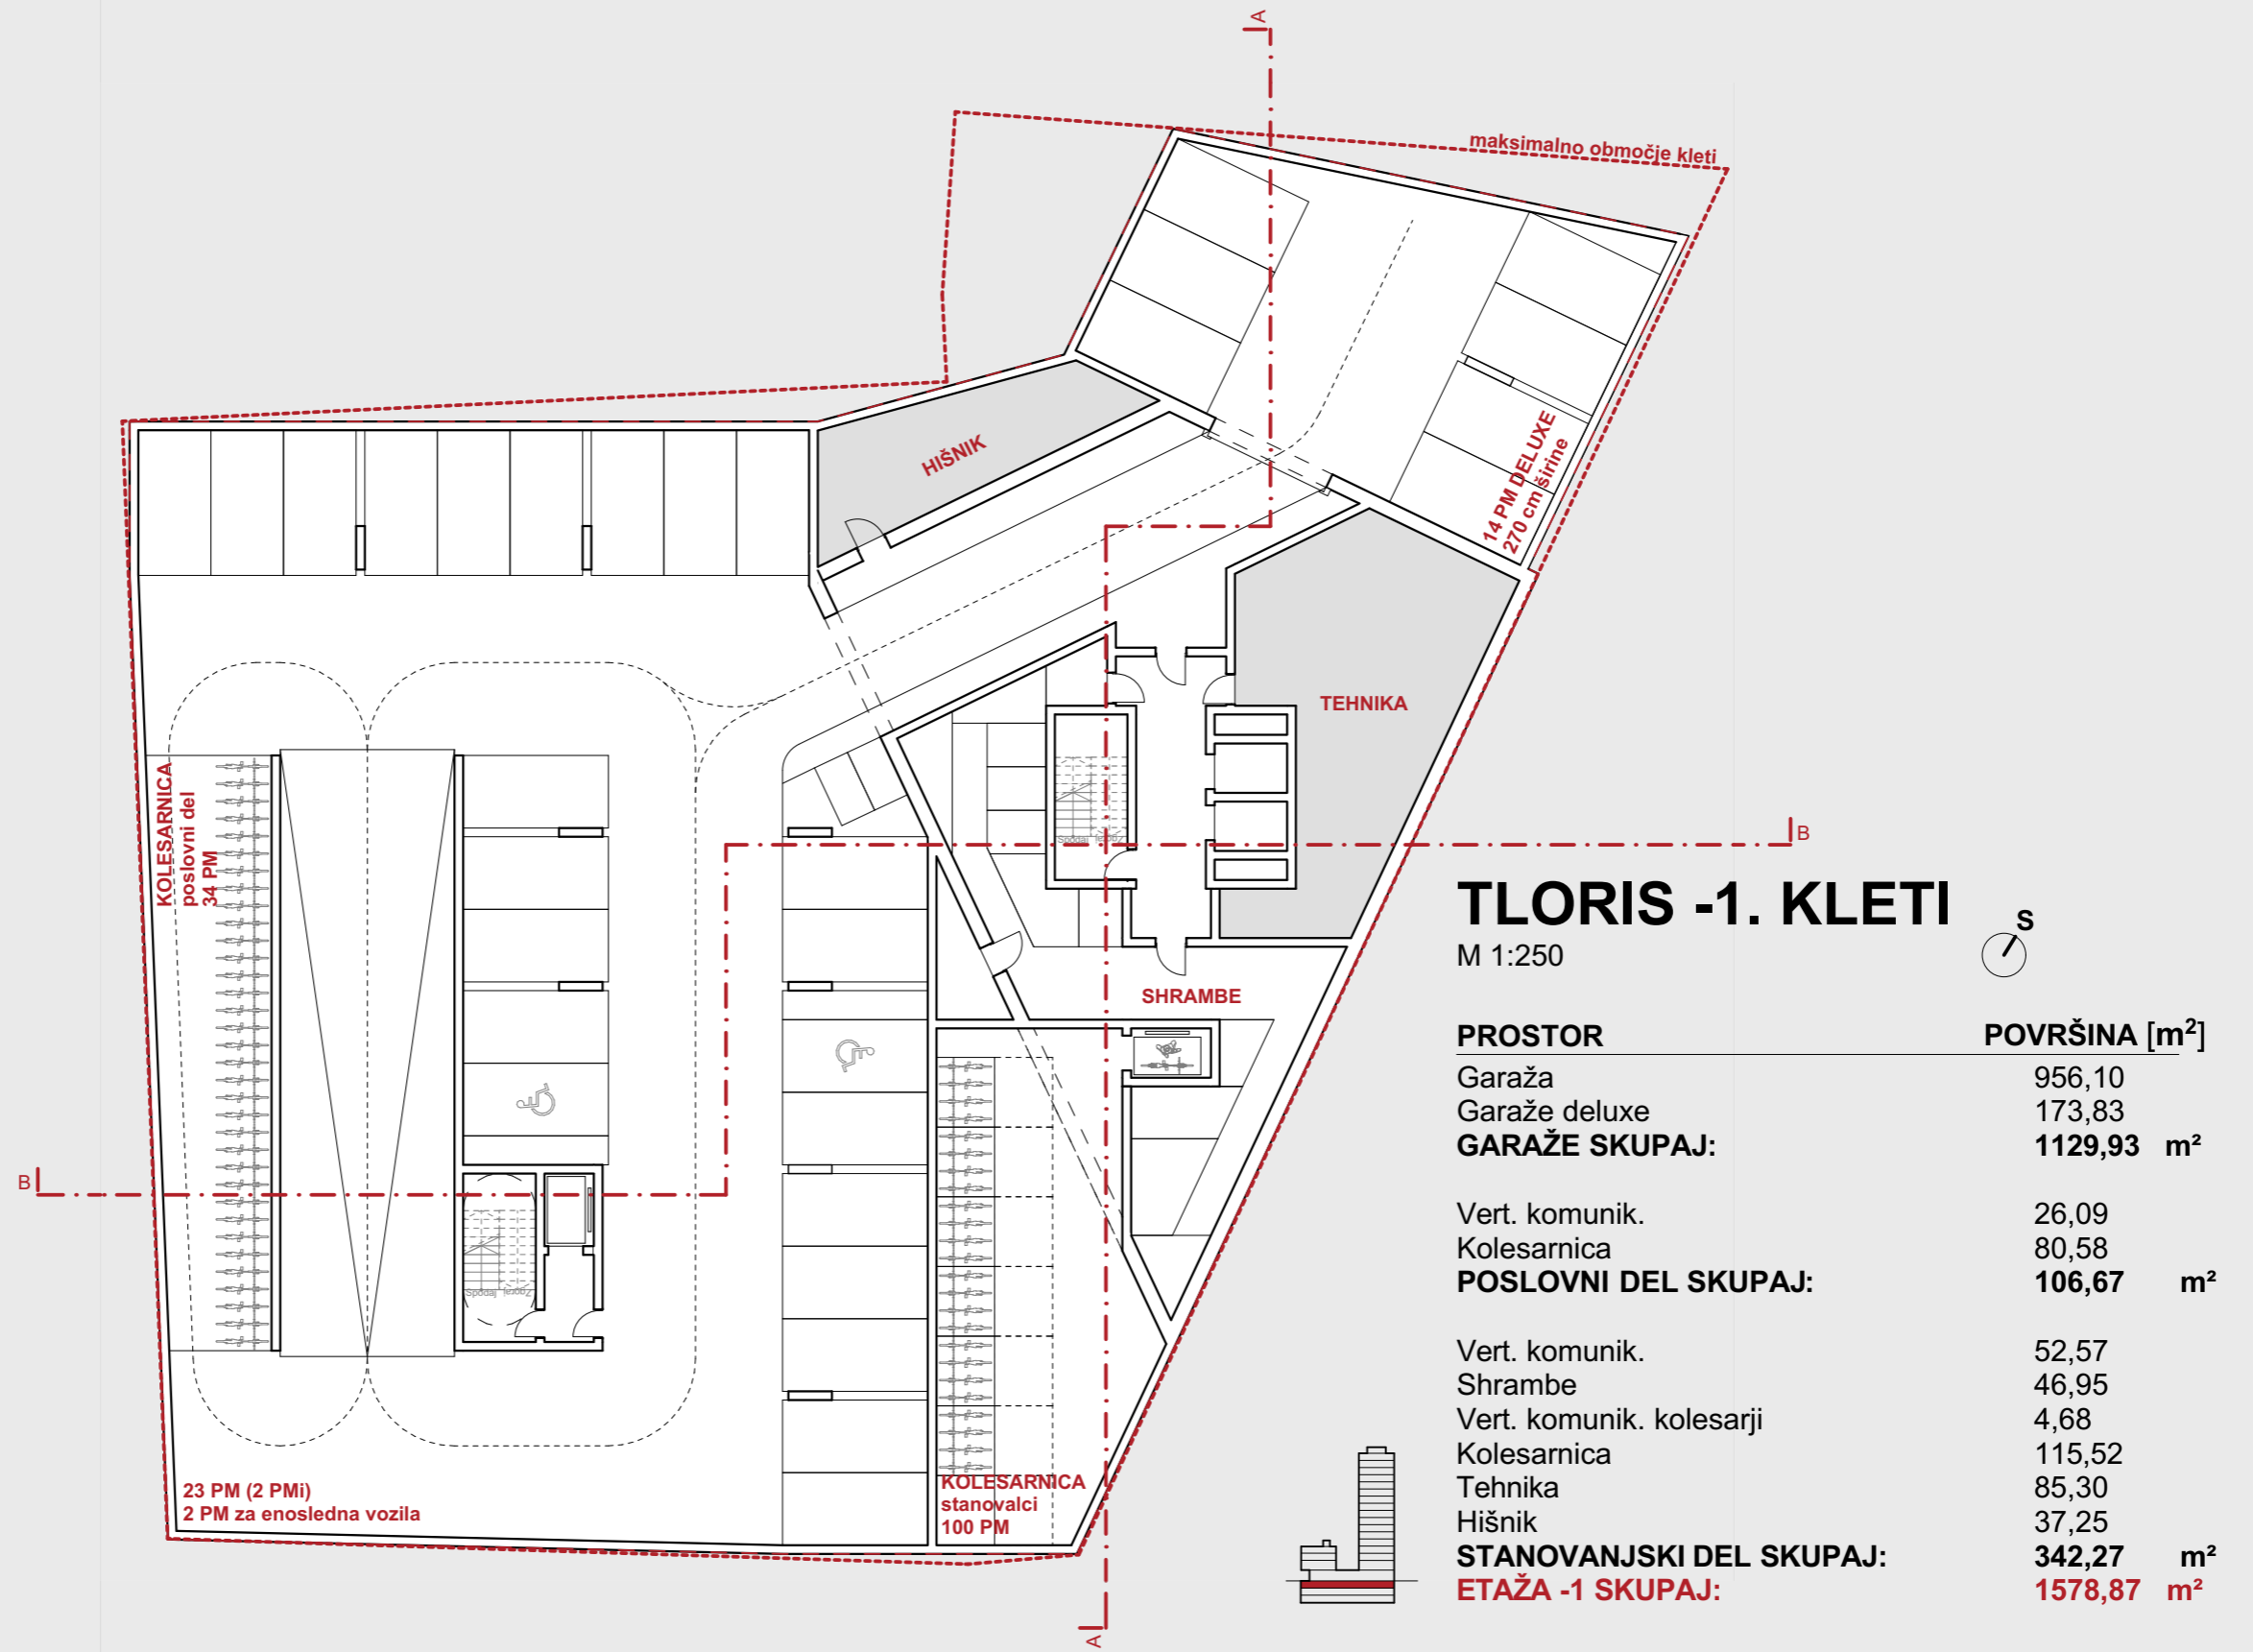 A
maksimalno območje kleti
HIŠNIK
14 PM DELUXE
270 cm širine
TEHNIKA
KOLESARNICA
poslovni del
34 PM
Spodaj Zgoraj
B
SHRAMBE
B
Spodaj Zgoraj
23 PM (2 PMi)
2 PM za enosledna vozila
KOLESARNICA
stanovalci
100 PM
A
TLORIS -1. KLETI
M 1:250
S
PROSTOR POVRŠINA [m²]
Garaža 956,10
Garaže deluxe 173,83
GARAŽE SKUPAJ: 1129,93 m²
Vert. komunik. 26,09
Kolesarnica 80,58
POSLOVNI DEL SKUPAJ: 106,67 m²
Vert. komunik. 52,57
Shrambe 46,95
Vert. komunik. kolesarji 4,68
Kolesarnica 115,52
Tehnika 85,30
Hišnik 37,25
STANOVANJSKI DEL SKUPAJ: 342,27 m²
ETAŽA -1 SKUPAJ: 1578,87 m²